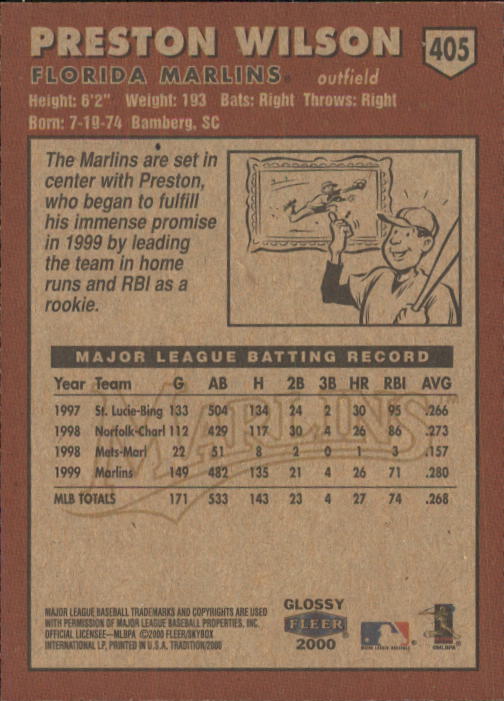 PRESTON WILSON
405
FLORIDA MARLINS® outfield
Height: 6'2" Weight: 193 Bats: Right Throws: Right
Born: 7-19-74 Bamberg, SC
The Marlins are set in
center with Preston,
who began to fulfill
his immense promise
in 1999 by leading
the team in home
runs and RBI as a
rookie.
MAJOR LEAGUE BATTING RECORD
Year Team G AB H 2B 3B HR RBI AVG
1997 St. Lucie-Bing 133 504 134 24 2 30 95 .266
1998 Norfolk-Charl 112 429 117 30 4 26 86 .273
1998 Mets-Marl 22 51 8 2 0 1 3 .157
1999 Marlins 149 482 135 21 4 26 71 .280
MLB TOTALS 171 533 143 23 4 27 74 .268
MARLINS™
MAJOR LEAGUE BASEBALL TRADEMARKS AND COPYRIGHTS ARE USED
WITH PERMISSION OF MAJOR LEAGUE BASEBALL PROPERTIES, INC.
OFFICIAL LICENSEE—MLBPA ©2000 FLEER/SKYBOX
INTERNATIONAL LP, PRINTED IN U.S.A. TRADITION/2000
GLOSSY
FLEER
2000
MAJOR LEAGUE BASEBALL
©MLBPA